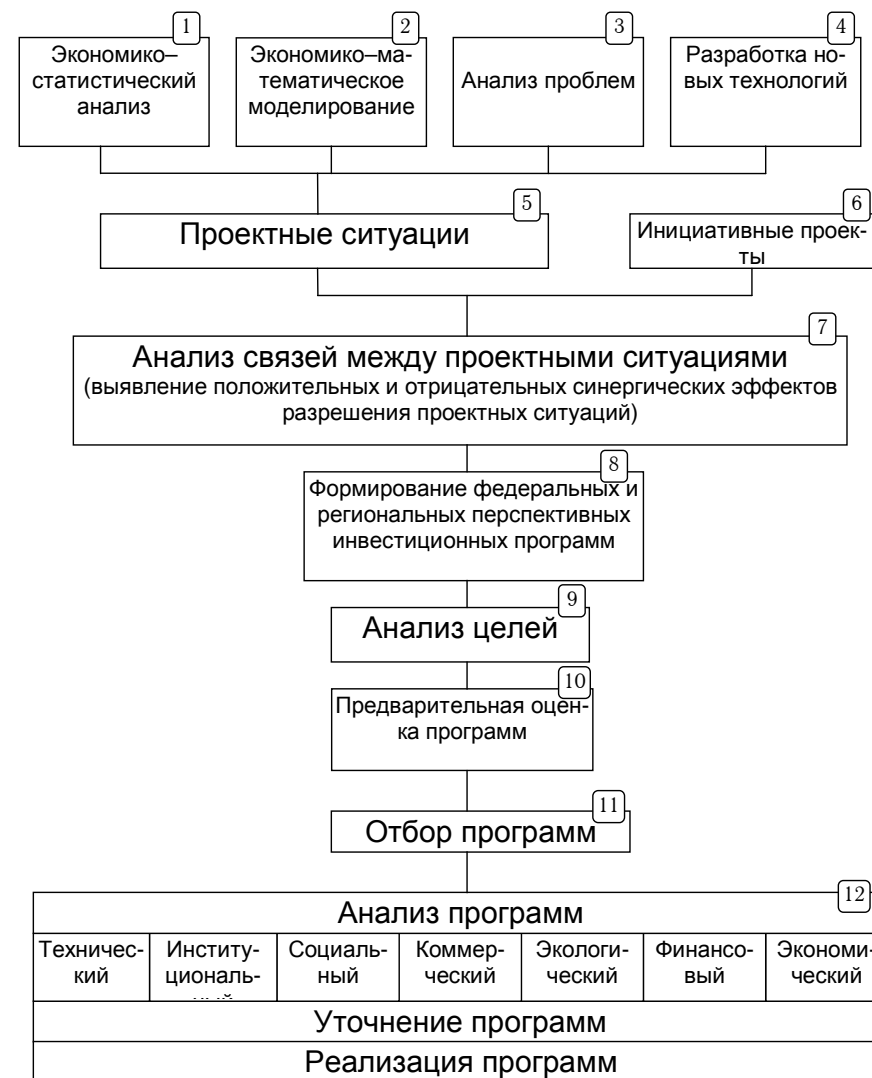 1
2
3
4
Экономико–
статистический
анализ
Экономико–ма-
тематическое
моделирование
Анализ проблем
Разработка но-
вых технологий
5
6
Проектные ситуации
Инициативные проек-
ты
7
Анализ связей между проектными ситуациями
(выявление положительных и отрицательных синергических эффектов
разрешения проектных ситуаций)
8
Формирование федеральных и
региональных перспективных
инвестиционных программ
9
Анализ целей
10
Предварительная оцен-
ка программ
11
Отбор программ
12
Анализ программ
Техничес-
кий
Институ-
циональ-
Социаль-
ный
Коммер-
ческий
Экологи-
ческий
Финансо-
вый
Экономи-
ческий
Уточнение программ
Реализация программ